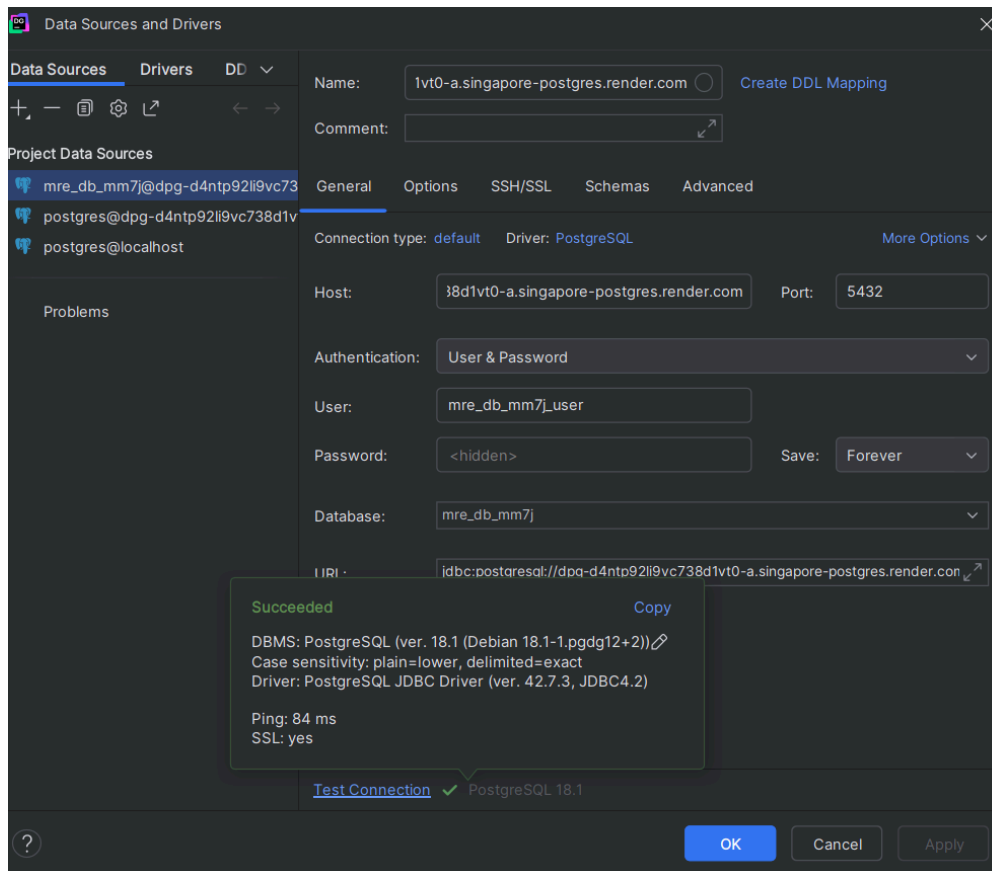 DG Data Sources and Drivers
Data Sources Drivers DD
Name: 1vt0-a.singapore-postgres.render.com Create DDL Mapping
Comment:
Project Data Sources
mre_db_mm7j@dpg-d4ntp92li9vc73
postgres@dpg-d4ntp92li9vc738d1v
postgres@localhost
Problems
General Options SSH/SSL Schemas Advanced
Connection type: default Driver: PostgreSQL More Options
Host: 38d1vt0-a.singapore-postgres.render.com Port: 5432
Authentication: User & Password
User: mre_db_mm7j_user
Password: <hidden> Save: Forever
Database: mre_db_mm7j
URL: jdbc:postgresql://dpg-d4ntp92li9vc738d1vt0-a.singapore-postgres.render.con
Succeeded Copy
DBMS: PostgreSQL (ver. 18.1 (Debian 18.1-1.pgdg12+2))
Case sensitivity: plain=lower, delimited=exact
Driver: PostgreSQL JDBC Driver (ver. 42.7.3, JDBC4.2)
Ping: 84 ms
SSL: yes
Test Connection PostgreSQL 18.1
? OK Cancel Apply